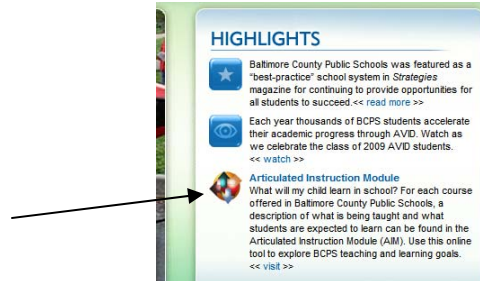 HIGHLIGHTS
Baltimore County Public Schools was featured as a
"best-practice" school system in Strategies
magazine for continuing to provide opportunities for
all students to succeed.<< read more >>
Each year thousands of BCPS students accelerate
their academic progress through AVID. Watch as
we celebrate the class of 2009 AVID students.
<< watch >>
Articulated Instruction Module
What will my child learn in school? For each course
offered in Baltimore County Public Schools, a
description of what is being taught and what
students are expected to learn can be found in the
Articulated Instruction Module (AIM). Use this online
tool to explore BCPS teaching and learning goals.
<< visit >>